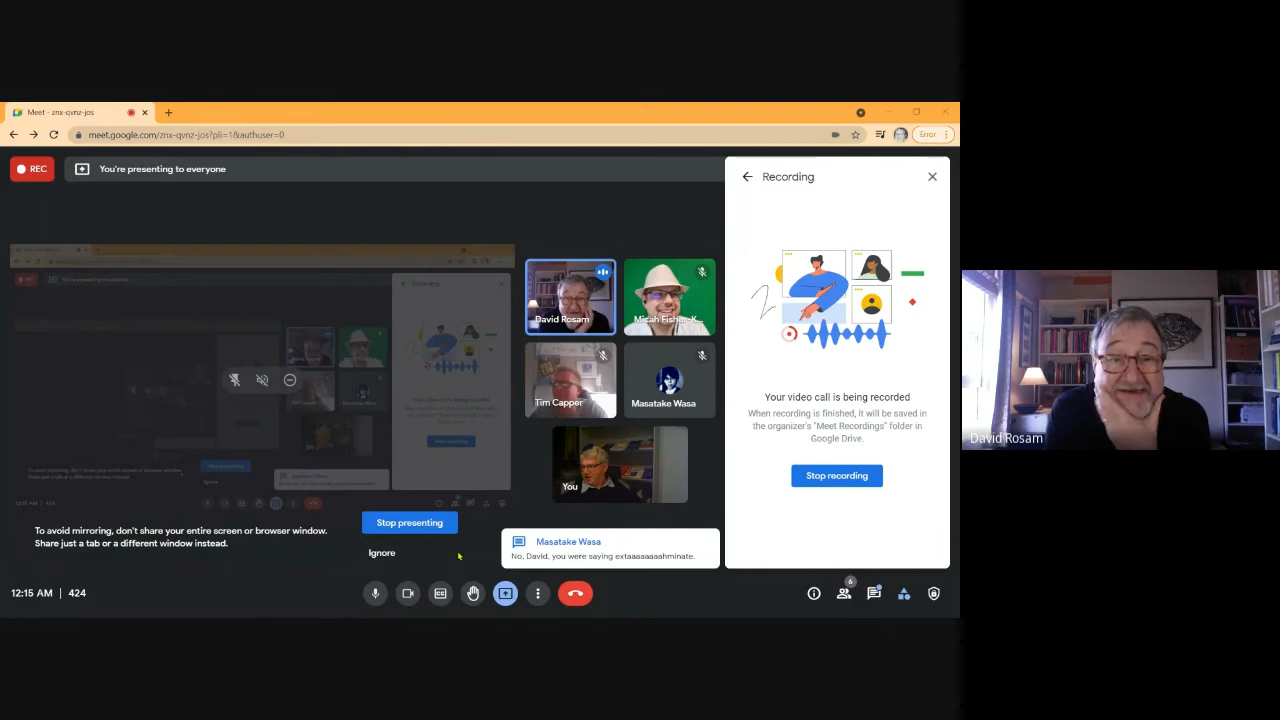 Meet - znx-qvnz-jos
meet.google.com/znx-qvnz-jos?pli=1&authuser=0
Error
REC
You're presenting to everyone
Recording
David Rosam
Micah Fisher-K...
Tim Capper
Masatake Wasa
You
Your video call is being recorded
When recording is finished, it will be saved in
the organizer's "Meet Recordings" folder in
Google Drive.
Stop recording
David Rosam
To avoid mirroring, don't share your entire screen or browser window.
Share just a tab or a different window instead.
Stop presenting
Ignore
Masatake Wasa
No, David, you were saying extaaaaaaahminate.
12:15 AM | 424
6